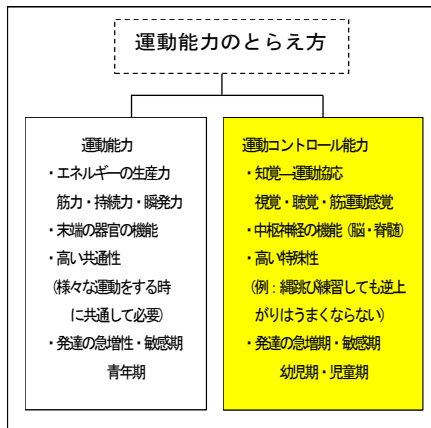 運動能力のとらえ方
運動能力
・エネルギーの生産力
筋力・持続力・瞬発力
・末端の器官の機能
・高い共通性
(様々な運動をする時
に共通して必要)
・発達の急増性・敏感期
青年期
運動コントロール能力
・知覚―運動協応
視覚・聴覚・筋運動感覚
・中枢神経の機能(脳・脊髄)
・高い特殊性
(例:縄跳び練習しても逆上
がりはうまくならない)
・発達の急増期・敏感期
幼児期・児童期